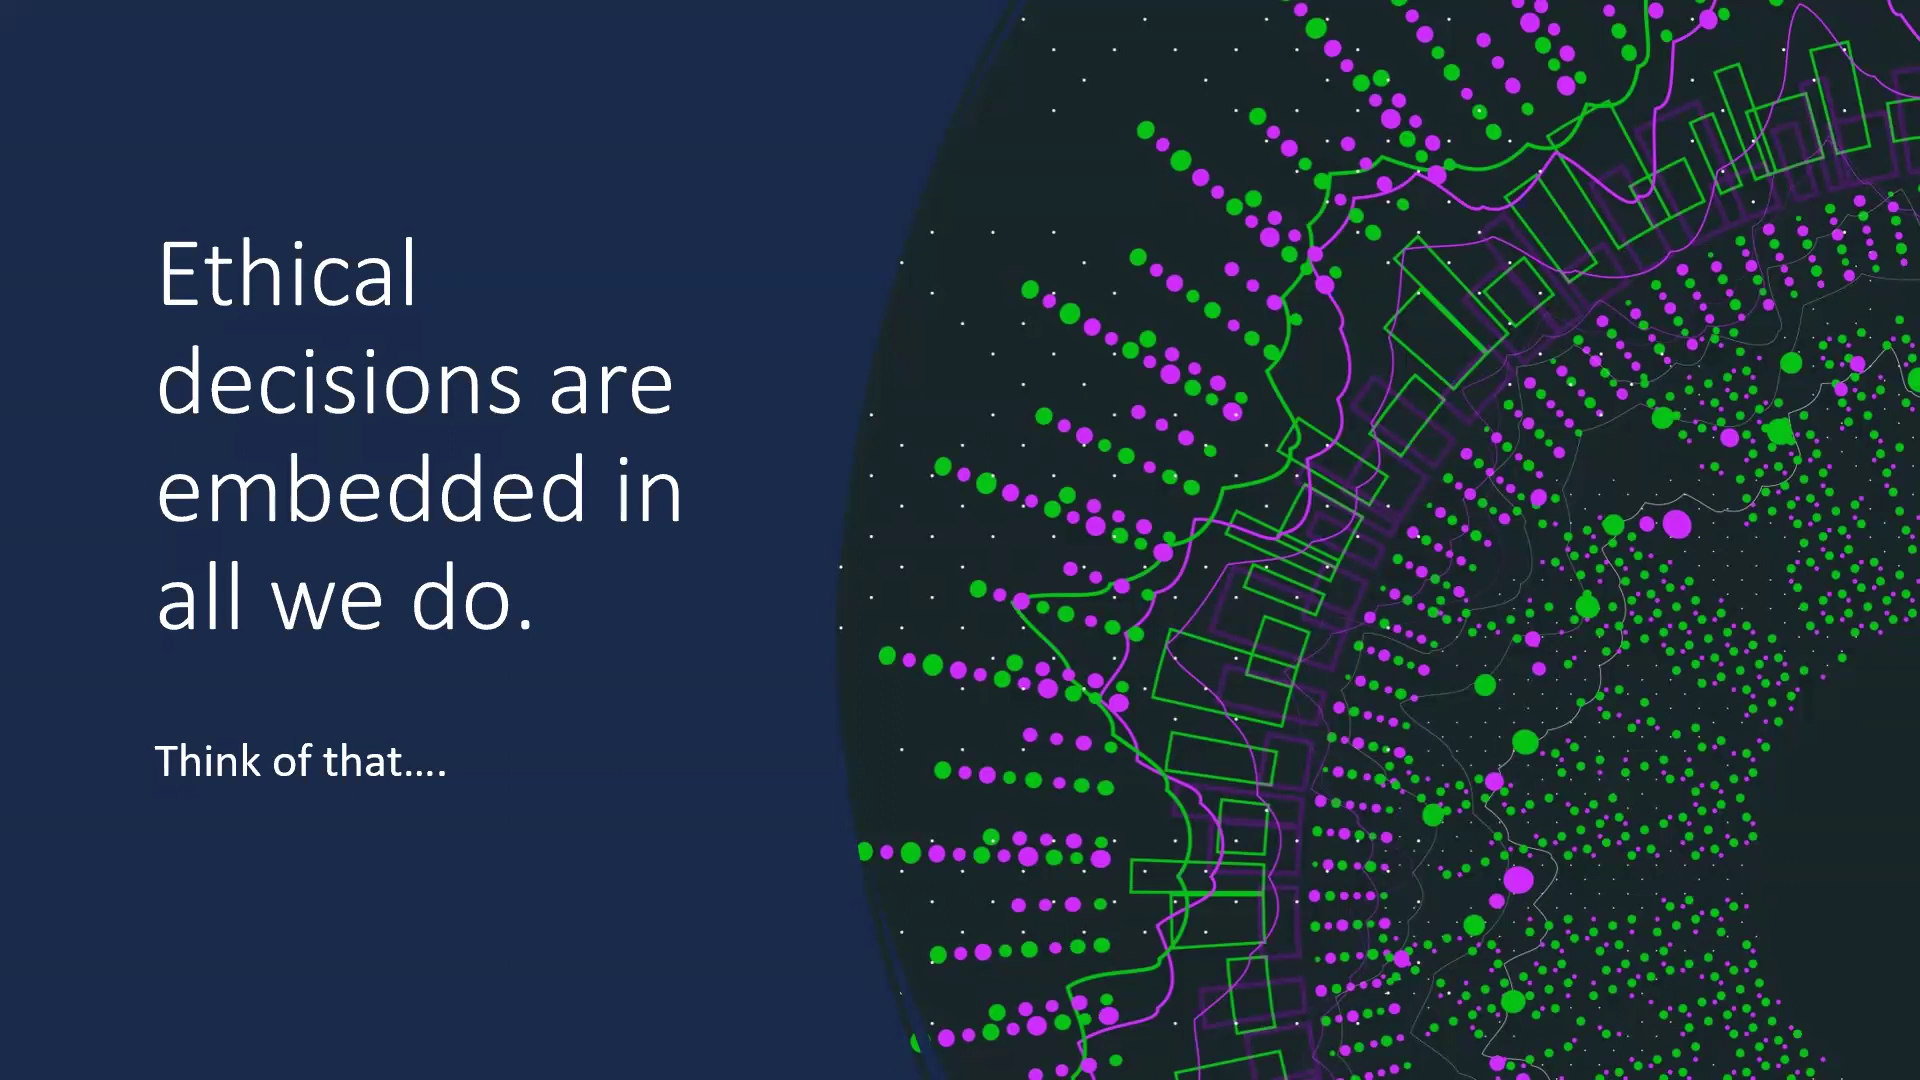 Ethical
decisions are
embedded in
all we do.
Think of that....